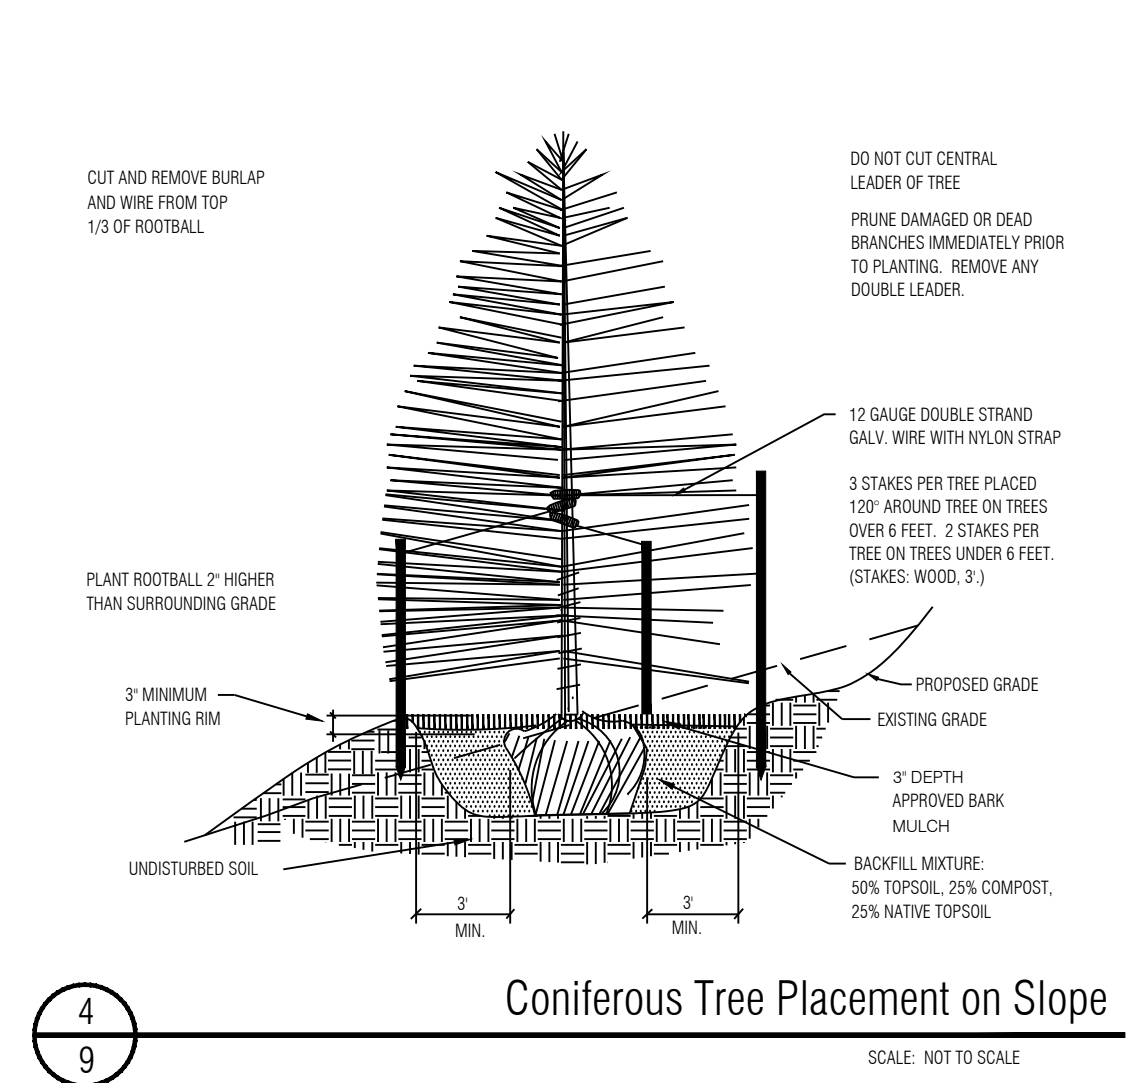 CUT AND REMOVE BURLAP
AND WIRE FROM TOP
1/3 OF ROOTBALL
DO NOT CUT CENTRAL
LEADER OF TREE
PRUNE DAMAGED OR DEAD
BRANCHES IMMEDIATELY PRIOR
TO PLANTING. REMOVE ANY
DOUBLE LEADER.
12 GAUGE DOUBLE STRAND
GALV. WIRE WITH NYLON STRAP
3 STAKES PER TREE PLACED
120° AROUND TREE ON TREES
OVER 6 FEET. 2 STAKES PER
TREE ON TREES UNDER 6 FEET.
(STAKES: WOOD, 3'.)
PLANT ROOTBALL 2" HIGHER
THAN SURROUNDING GRADE
3" MINIMUM
PLANTING RIM
PROPOSED GRADE
EXISTING GRADE
3" DEPTH
APPROVED BARK
MULCH
UNDISTURBED SOIL
BACKFILL MIXTURE:
50% TOPSOIL, 25% COMPOST,
25% NATIVE TOPSOIL
3'
MIN.
3'
MIN.
Coniferous Tree Placement on Slope
4
9
SCALE: NOT TO SCALE